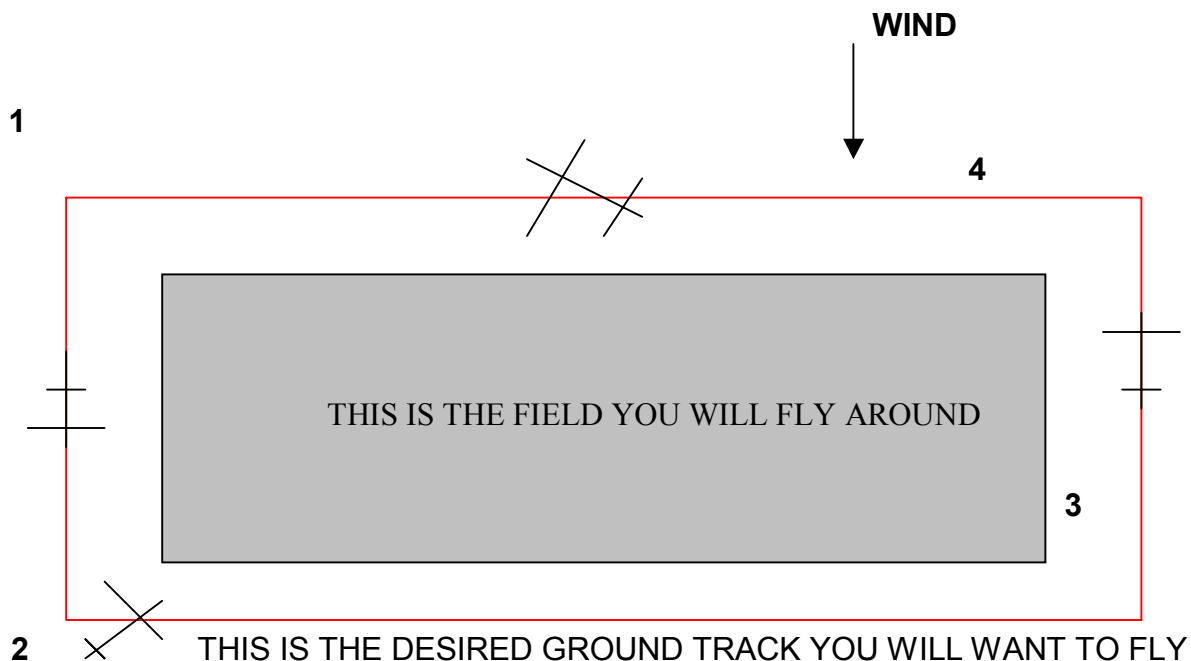 WIND
1
4
THIS IS THE FIELD YOU WILL FLY AROUND
3
2 THIS IS THE DESIRED GROUND TRACK YOU WILL WANT TO FLY